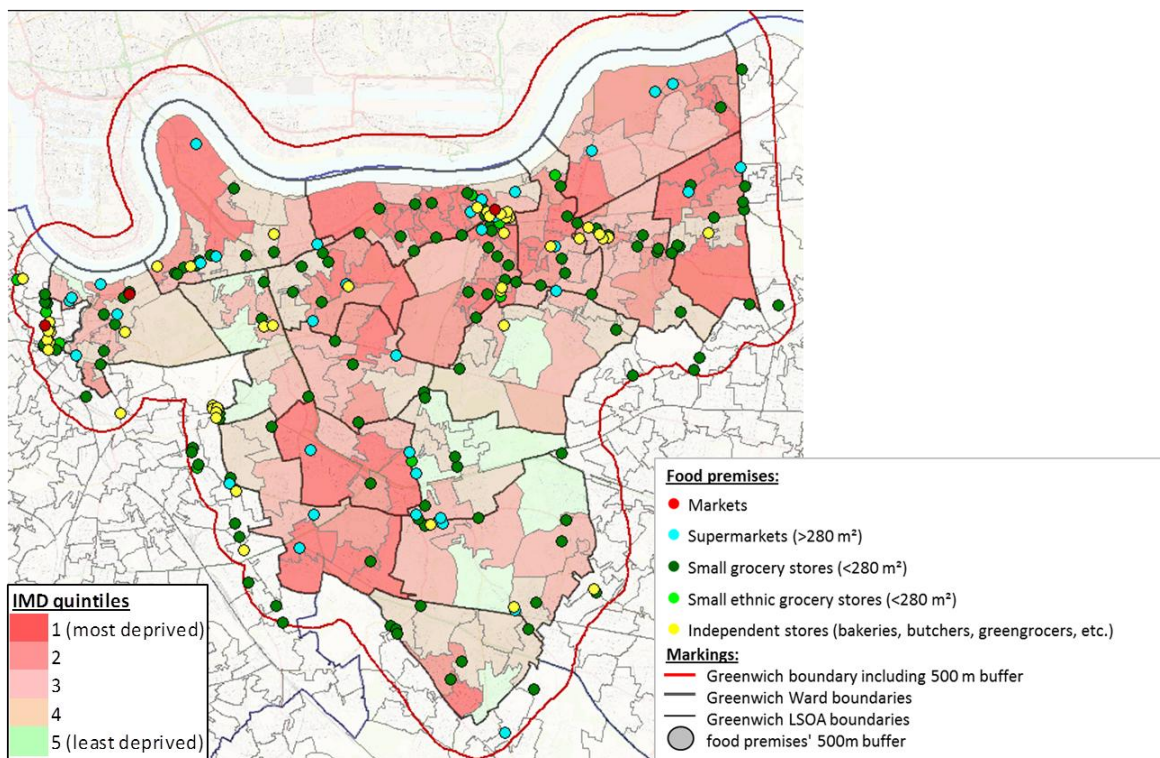 IMD quintiles
1 (most deprived)
2
3
4
5 (least deprived)
Food premises:
Markets
Supermarkets (>280 m²)
Small grocery stores (<280 m²)
Small ethnic grocery stores (<280 m²)
Independent stores (bakeries, butchers, greengrocers, etc.)
Markings:
Greenwich boundary including 500 m buffer
Greenwich Ward boundaries
Greenwich LSOA boundaries
food premises' 500m buffer